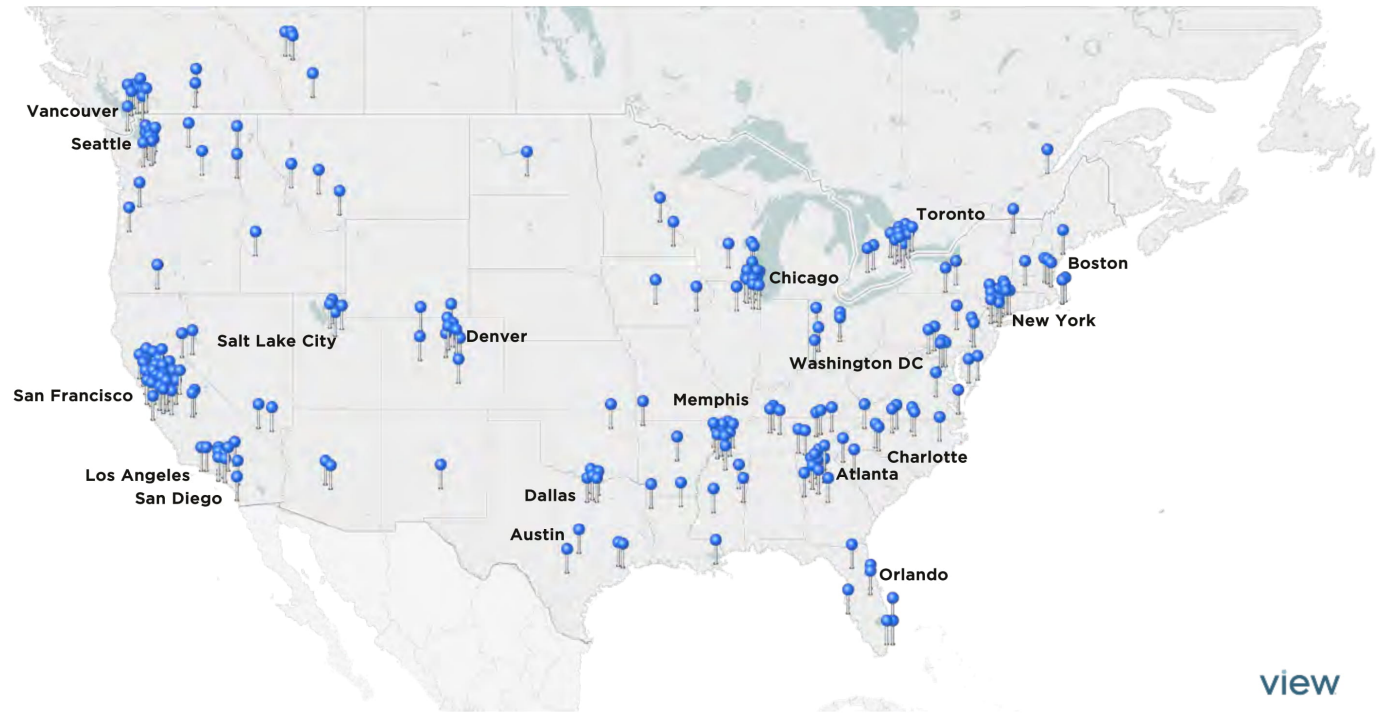 Vancouver
Seattle
Toronto
Boston
Chicago
New York
Salt Lake City
Denver
Washington DC
San Francisco
Memphis
Charlotte
Los Angeles
Atlanta
San Diego
Dallas
Austin
Orlando
view